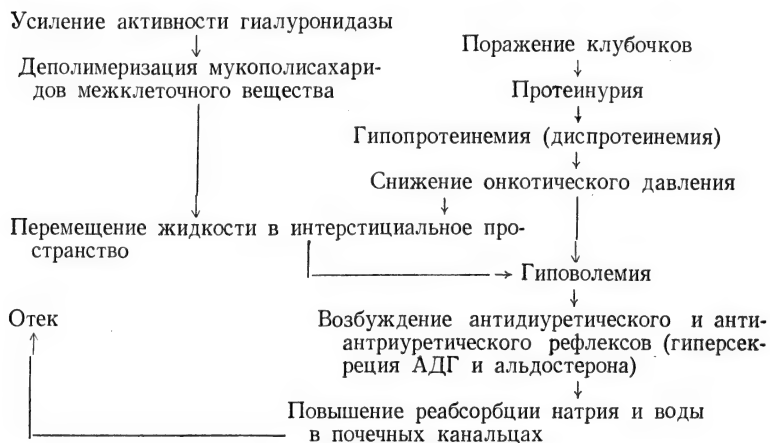 Усиление активности гиалуронидазы
Деполимеризация мукополисахари-
дов межклеточного вещества
Поражение клубочков
Протеинурия
Гипопротеинемия (диспротеинемия)
Снижение онкотического давления
Перемещение жидкости в интерстициальное про-
странство
Гиповолемия
Возбуждение антидиуретического и анти-
антриуретического рефлексов (гиперсек-
реция АДГ и альдостерона)
Повышение реабсорбции натрия и воды
в почечных канальцах
Отек